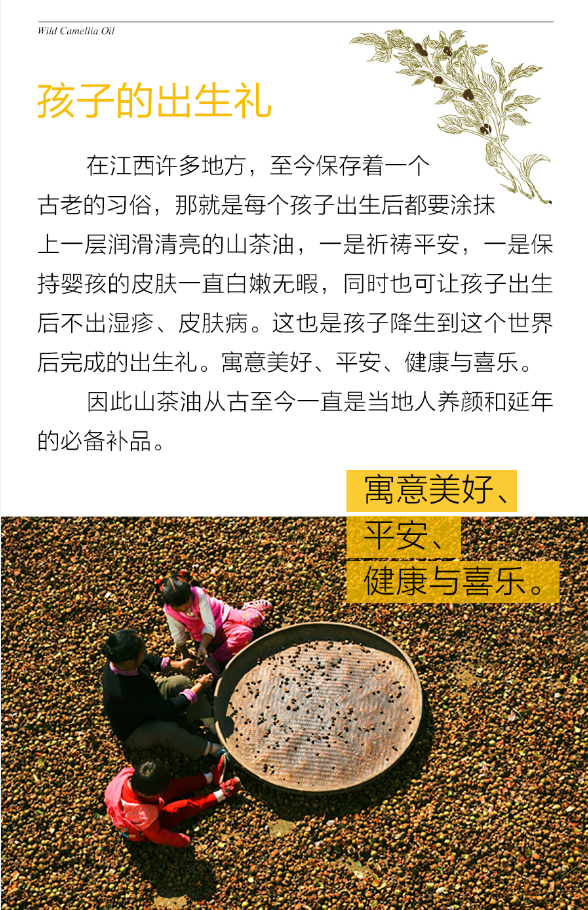 Wild Camellia Oil
孩子的出生礼
在江西许多地方，至今保存着一个
古老的习俗，那就是每个孩子出生后都要涂抹
上一层润滑清亮的山茶油，一是祈祷平安，一是保
持婴孩的皮肤一直白嫩无暇，同时也可让孩子出生
后不出湿疹、皮肤病。这也是孩子降生到这个世界
后完成的出生礼。寓意美好、平安、健康与喜乐。
因此山茶油从古至今一直是当地人养颜和延年
的必备补品。
寓意美好、
平安、
健康与喜乐。